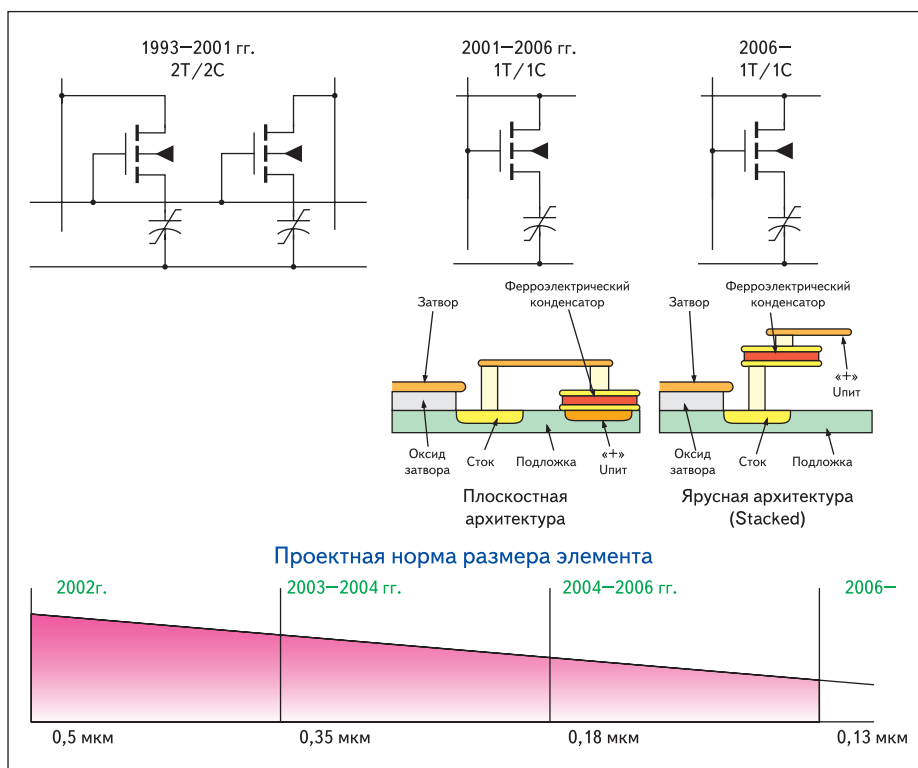 1993–2001 гг.
2T/2C
2001–2006 гг.
1T/1C
2006–
1T/1C
Затвор
Ферроэлектрический
конденсатор
Оксид
затвора
Сток
Подложка
«+»
Uпит
Плоскостная
архитектура
Затвор
Ферроэлектрический
конденсатор
«+»
Uпит
Оксид
затвора
Сток
Подложка
Ярусная архитектура
(Stacked)
Проектная норма размера элемента
2002г.
2003–2004 гг.
2004–2006 гг.
2006–
0,5 мкм
0,35 мкм
0,18 мкм
0,13 мкм